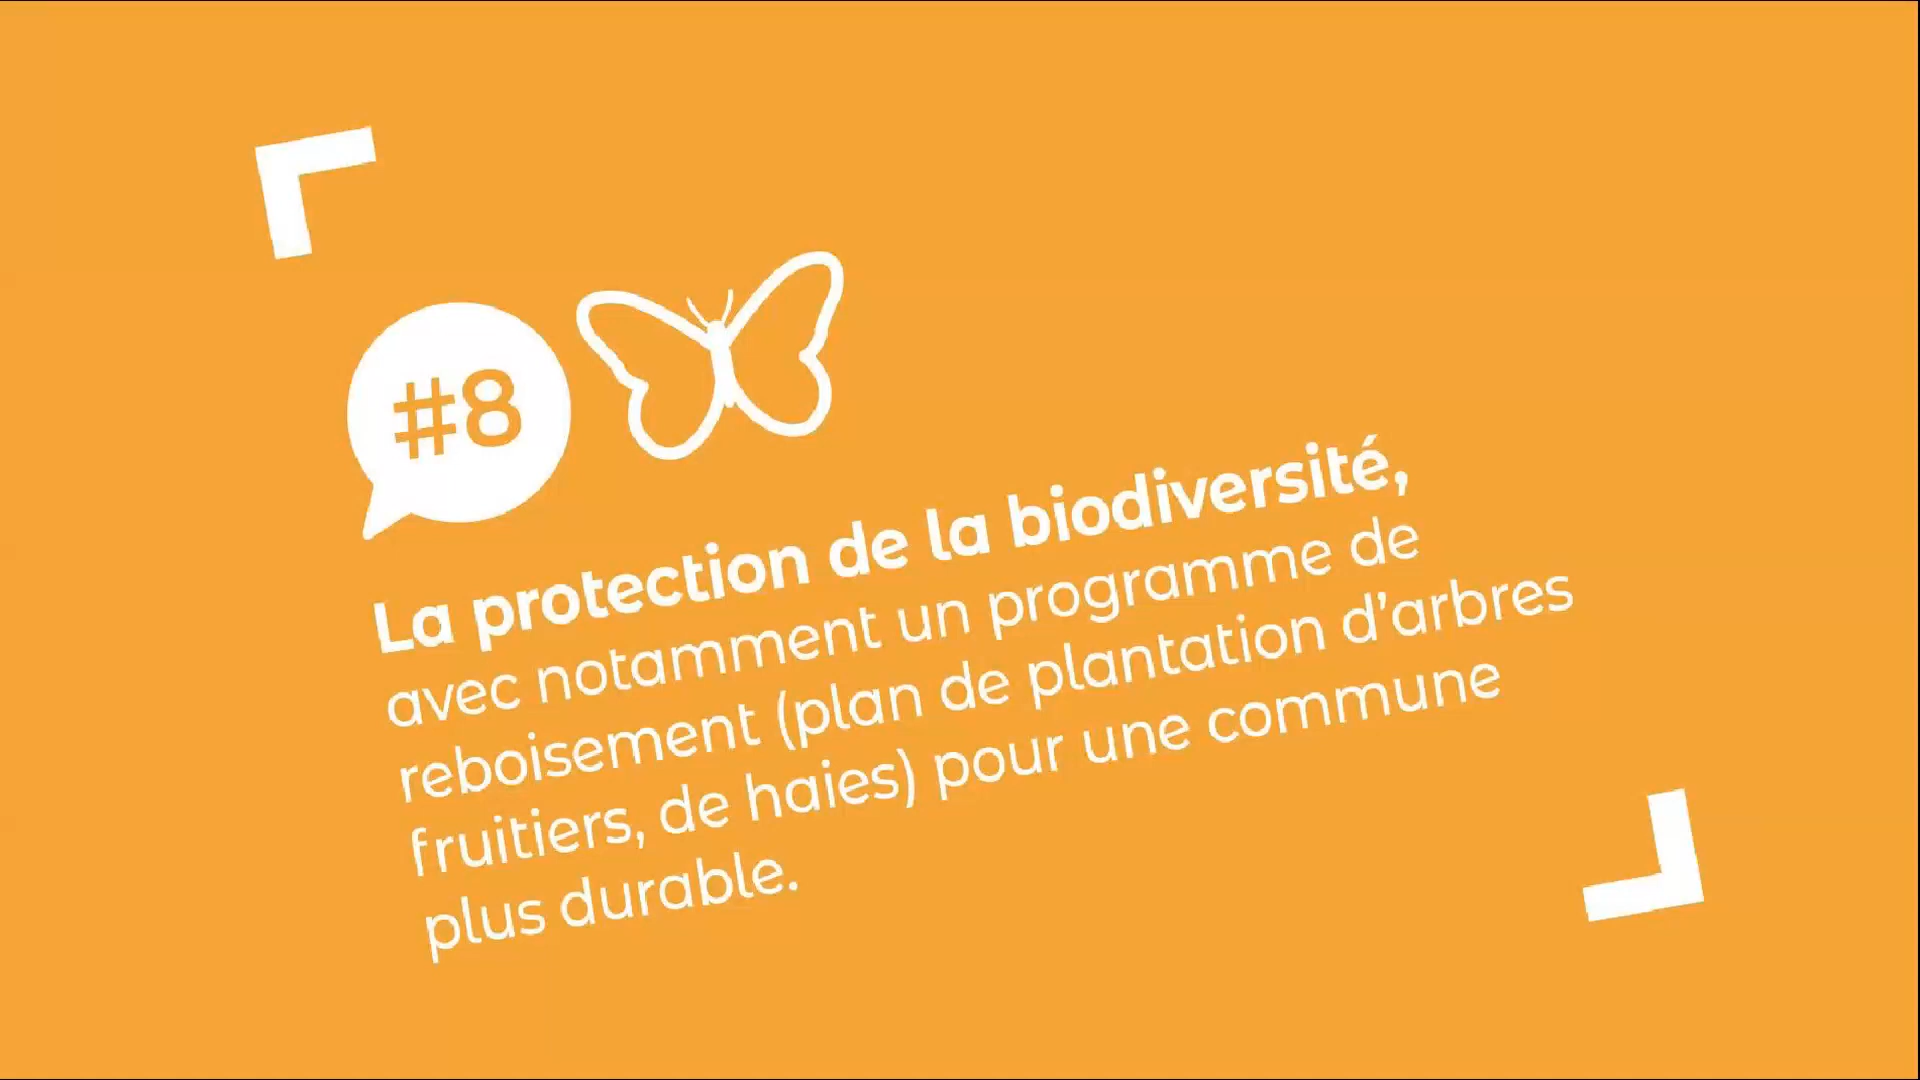 #8
La protection de la biodiversité,
avec notamment un programme de
reboisement (plan de plantation d'arbres
fruitiers, de haies) pour une commune
plus durable.